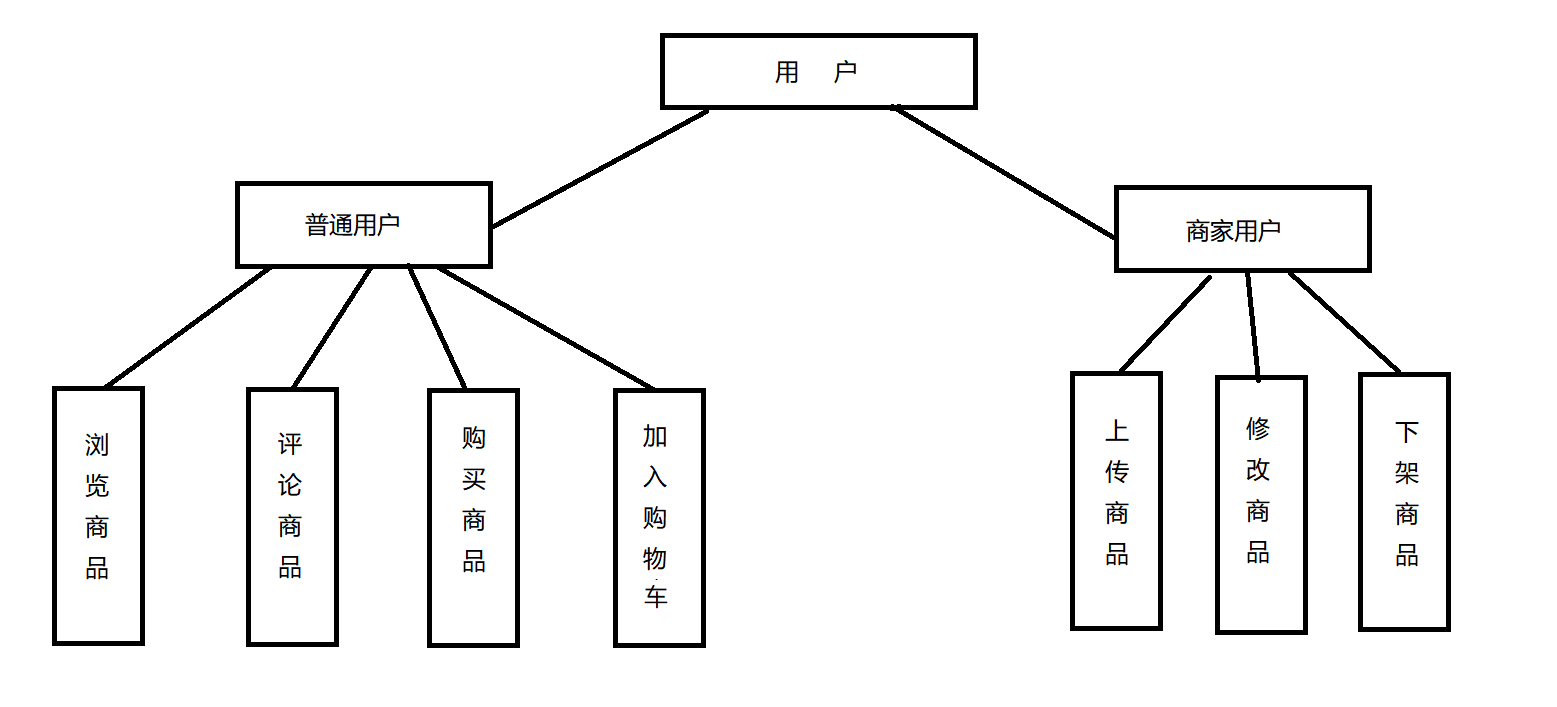 用 户
普通用户
商家用户
浏览商品
评论商品
购买商品
加入购物车
上传商品
修改商品
下架商品